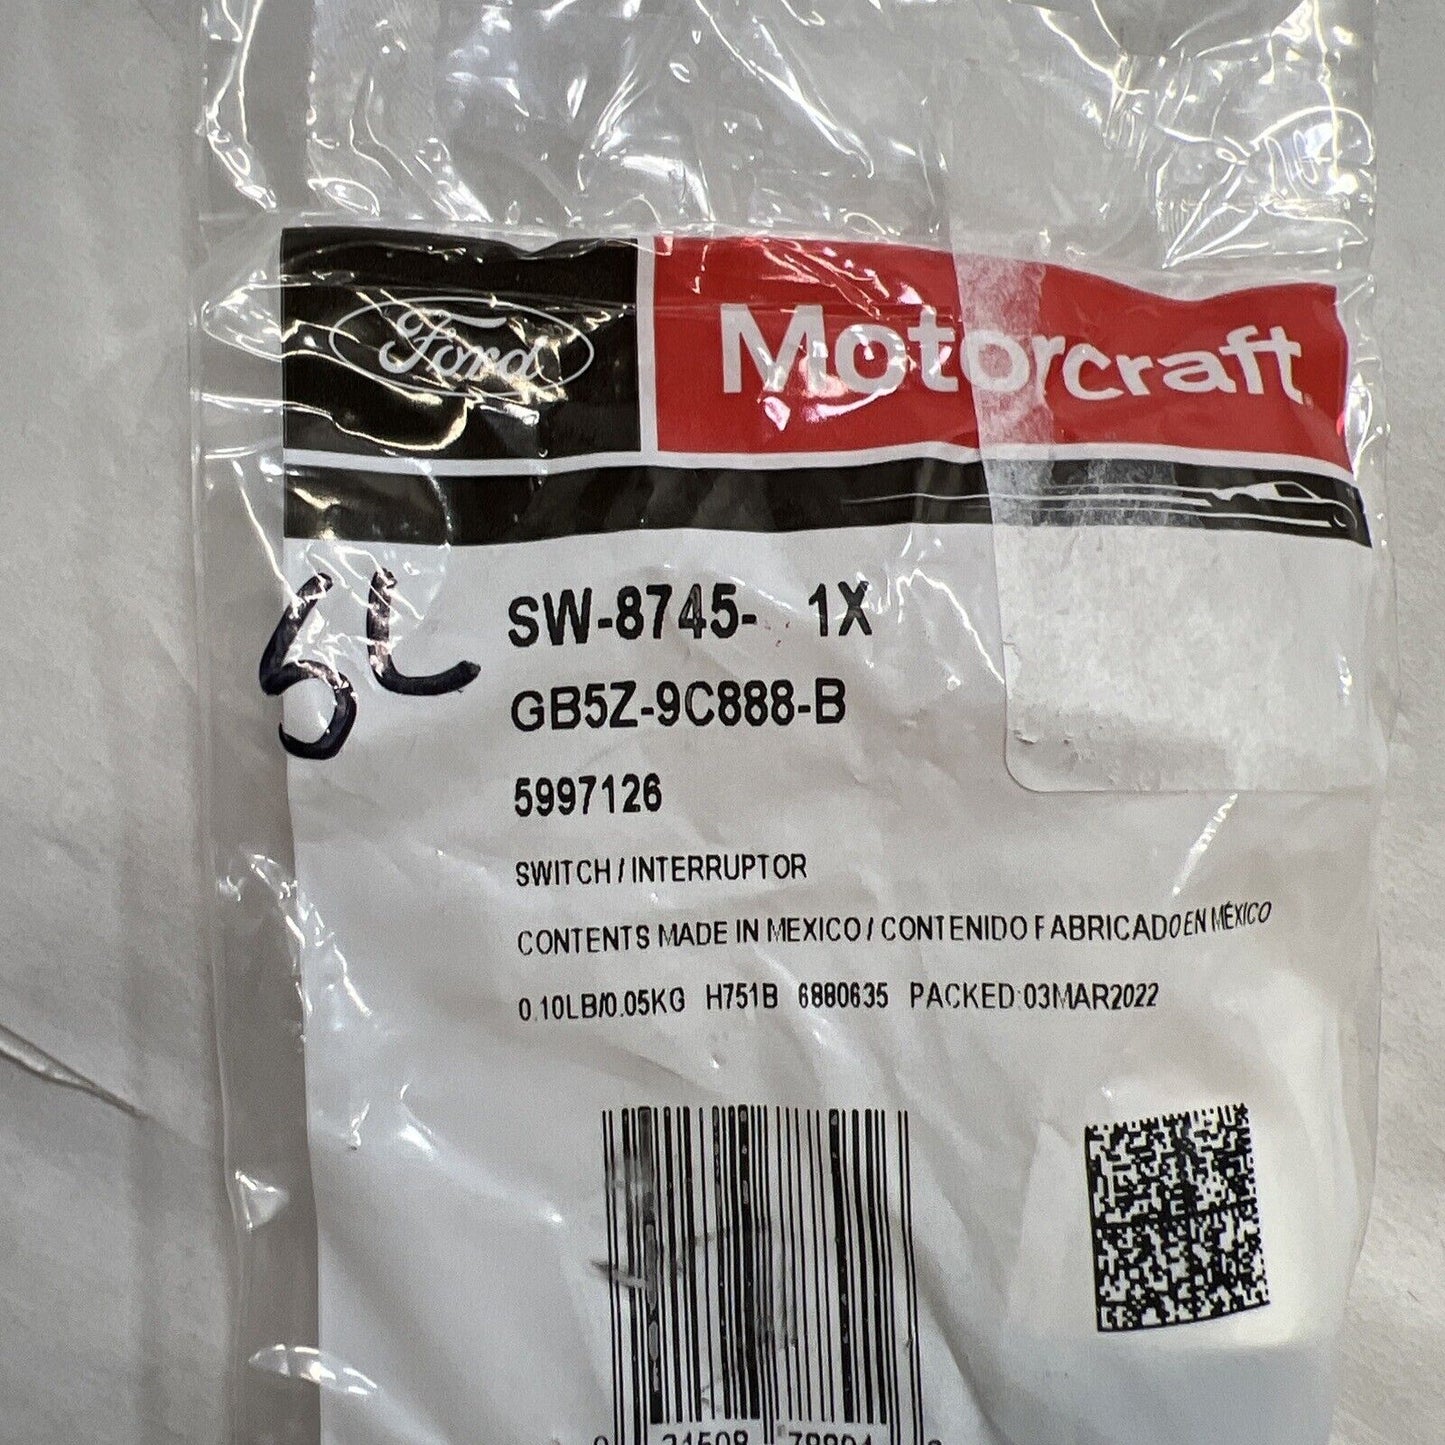 Ford Motorcraft
5L
SW-8745- 1X
GB5Z-9C888-B
5997126
SWITCH / INTERRUPTOR
CONTENTS MADE IN MEXICO / CONTENIDO FABRICADO EN MÉXICO
0.10LB/0.05KG H751B 6880635 PACKED:03MAR2022